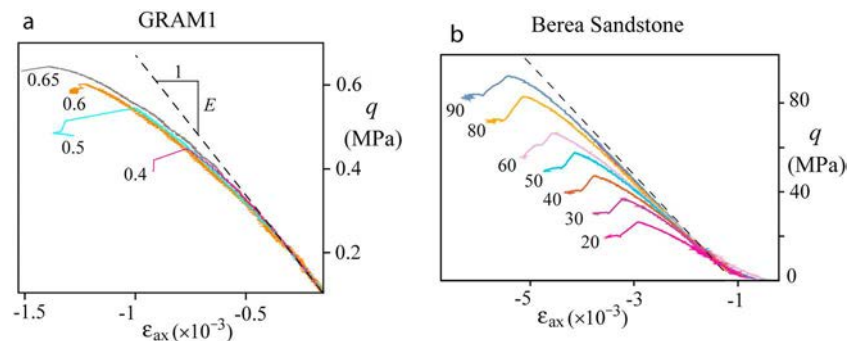 a
GRAM1
0.65
0.6
0.5
0.4
1
E
0.6
q
(MPa)
0.4
0.2
-1.5
-1
-0.5
εax (×10⁻³)
b
Berea Sandstone
90
80
60
50
40
30
20
80
q
(MPa)
40
0
-5
-3
-1
εax (×10⁻³)